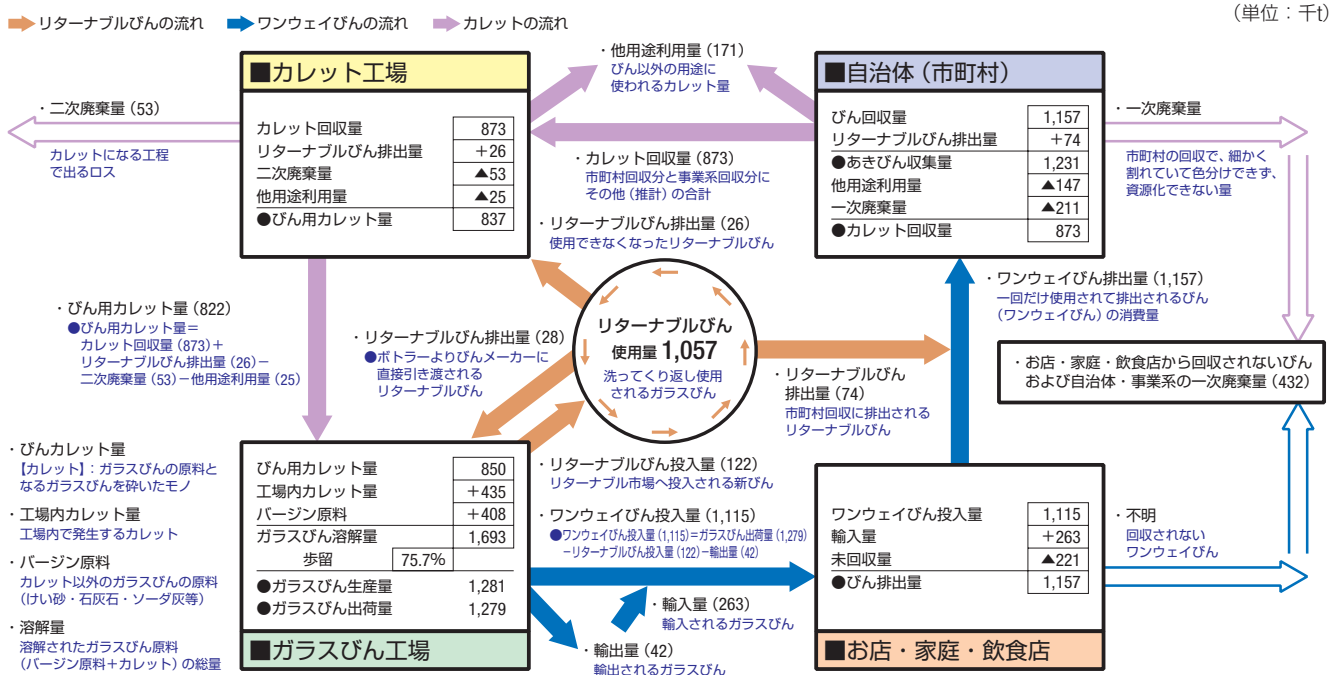 （単位：千t）
リターナブルびんの流れ
ワンウェイびんの流れ
カレットの流れ
・二次廃棄量（53）
カレットになる工程
で出るロス
■カレット工場
カレット回収量 873
リターナブルびん排出量 +26
二次廃棄量 ▲53
他用途利用量 ▲25
●びん用カレット量 837
・他用途利用量（171）
びん以外の用途に
使われるカレット量
・カレット回収量（873）
市町村回収分と事業系回収分に
その他（推計）の合計
■自治体（市町村）
びん回収量 1,157
リターナブルびん排出量 +74
●あきびん収集量 1,231
他用途利用量 ▲147
一次廃棄量 ▲211
●カレット回収量 873
・一次廃棄量
市町村の回収で、細かく
割れていて色分けできず、
資源化できない量
・リターナブルびん排出量（26）
使用できなくなったリターナブルびん
・びん用カレット量（822）
●びん用カレット量＝
カレット回収量（873）＋
リターナブルびん排出量（26）－
二次廃棄量（53）－他用途利用量（25）
・リターナブルびん排出量（28）
●ボトラーよりびんメーカーに
直接引き渡される
リターナブルびん
リターナブルびん
使用量 1,057
洗ってくり返し使用
されるガラスびん
・リターナブルびん
排出量（74）
市町村回収に排出される
リターナブルびん
・ワンウェイびん排出量（1,157）
一回だけ使用されて排出されるびん
（ワンウェイびん）の消費量
・お店・家庭・飲食店から回収されないびん
および自治体・事業系の一次廃棄量（432）
・びんカレット量
【カレット】：ガラスびんの原料と
なるガラスびんを砕いたモノ
・工場内カレット量
工場内で発生するカレット
・バージン原料
カレット以外のガラスびんの原料
（けい砂・石灰石・ソーダ灰等）
・溶解量
溶解されたガラスびん原料
（バージン原料＋カレット）の総量
びん用カレット量 850
工場内カレット量 +435
バージン原料 +408
ガラスびん溶解量 1,693
歩留 75.7%
●ガラスびん生産量 1,281
●ガラスびん出荷量 1,279
■ガラスびん工場
・リターナブルびん投入量（122）
リターナブル市場へ投入される新びん
・ワンウェイびん投入量（1,115）
●ワンウェイびん投入量（1,115）＝ガラスびん出荷量（1,279）
－リターナブルびん投入量（122）－輸出量（42）
・輸入量（263）
輸入されるガラスびん
・輸出量（42）
輸出されるガラスびん
ワンウェイびん投入量 1,115
輸入量 +263
未回収量 ▲221
●びん排出量 1,157
■お店・家庭・飲食店
・不明
回収されない
ワンウェイびん